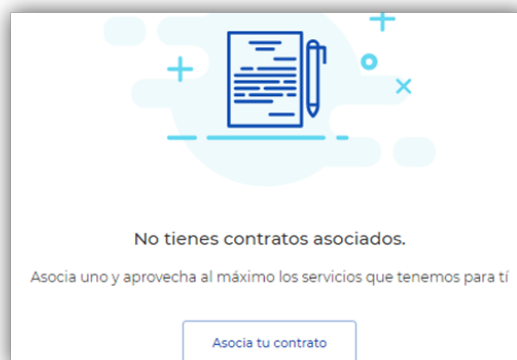 No tienes contratos asociados.
Asocia uno y aprovecha al máximo los servicios que tenemos para tí
Asocia tu contrato